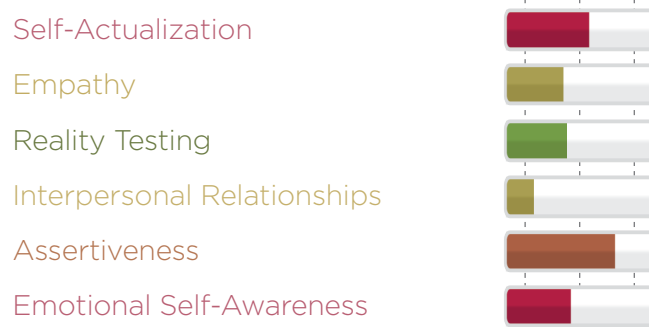 Self-Actualization
Empathy
Reality Testing
Interpersonal Relationships
Assertiveness
Emotional Self-Awareness